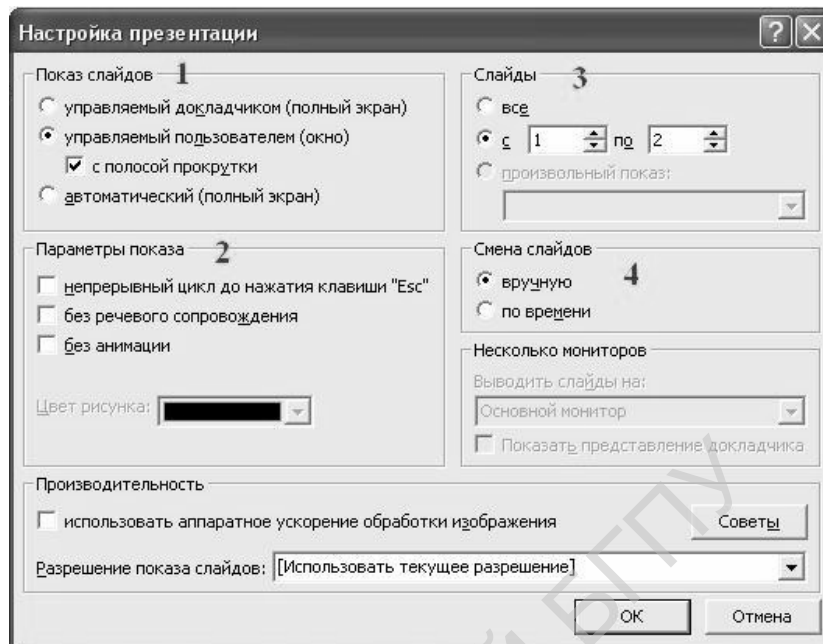 Настройка презентации
Показ слайдов 1
управляемый докладчиком (полный экран)
управляемый пользователем (окно)
с полосой прокрутки
автоматический (полный экран)
Слайды 3
все
с 1 по 2
произвольный показ:
Параметры показа 2
непрерывный цикл до нажатия клавиши "Esc"
без речевого сопровождения
без анимации
Цвет рисунка:
Смена слайдов
вручную 4
по времени
Несколько мониторов
Выводить слайды на:
Основной монитор
Показать представление докладчика
Производительность
использовать аппаратное ускорение обработки изображения
Советы
Разрешение показа слайдов: [Использовать текущее разрешение]
ОК Отмена
БГПУ